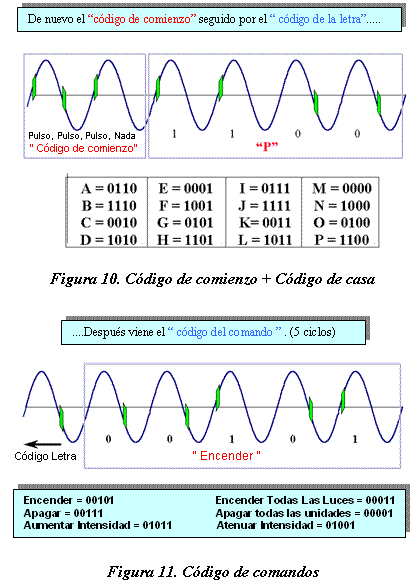 De nuevo el “código de comienzo” seguido por el “ código de la letra”.....
Pulso, Pulso, Pulso, Nada
" Código de comienzo"
1 1 0 0
“P”
A = 0110 E = 0001 I = 0111 M = 0000
B = 1110 F = 1001 J = 1111 N = 1000
C = 0010 G = 0101 K= 0011 O = 0100
D = 1010 H = 1101 L = 1011 P = 1100
Figura 10. Código de comienzo + Código de casa
....Después viene el “ código del comando ” . (5 ciclos)
0 0 1 0 1
Código Letra
" Encender "
Encender = 00101 Encender Todas Las Luces = 00011
Apagar = 00111 Apagar todas las unidades = 00001
Aumentar Intensidad = 01011 Atenuar Intensidad = 01001
Figura 11. Código de comandos